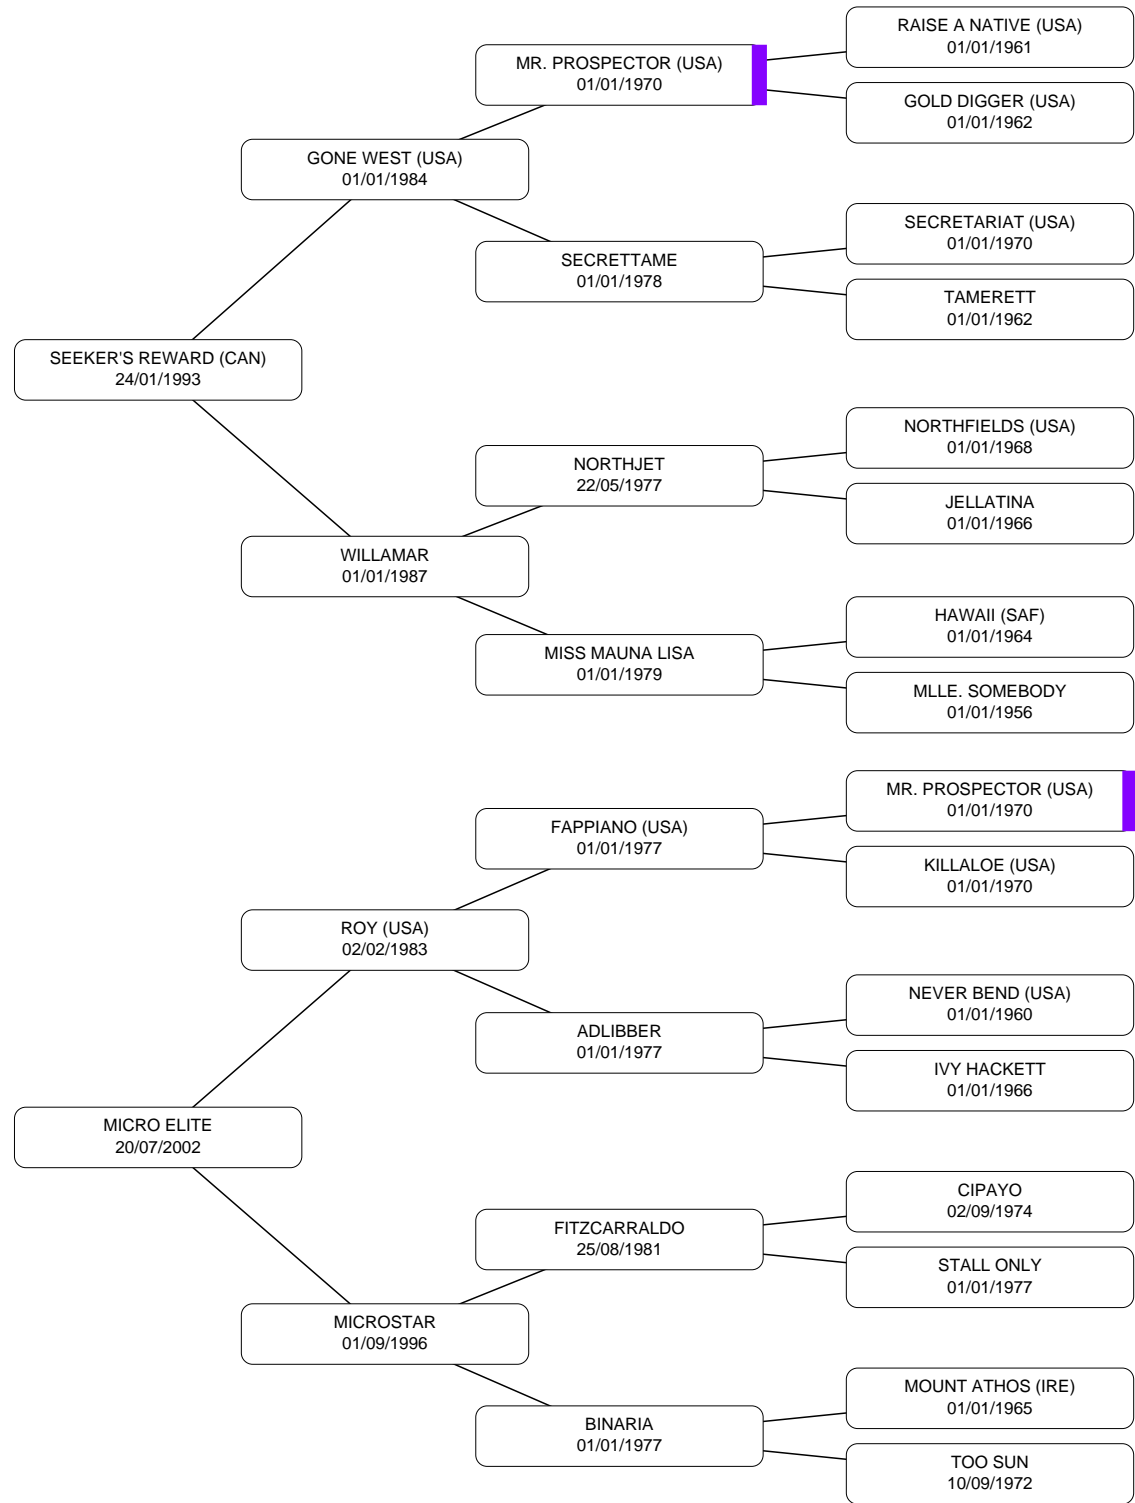 RAISE A NATIVE (USA)
01/01/1961
MR. PROSPECTOR (USA)
01/01/1970
GOLD DIGGER (USA)
01/01/1962
GONE WEST (USA)
01/01/1984
SECRETARIAT (USA)
01/01/1970
SECRETTAME
01/01/1978
TAMERETT
01/01/1962
SEEKER'S REWARD (CAN)
24/01/1993
NORTHFIELDS (USA)
01/01/1968
NORTHJET
22/05/1977
JELLATINA
01/01/1966
WILLAMAR
01/01/1987
HAWAII (SAF)
01/01/1964
MISS MAUNA LISA
01/01/1979
MLLE. SOMEBODY
01/01/1956
MR. PROSPECTOR (USA)
01/01/1970
FAPPIANO (USA)
01/01/1977
KILLALOE (USA)
01/01/1970
ROY (USA)
02/02/1983
NEVER BEND (USA)
01/01/1960
ADLIBBER
01/01/1977
IVY HACKETT
01/01/1966
MICRO ELITE
20/07/2002
CIPAYO
02/09/1974
FITZCARRALDO
25/08/1981
STALL ONLY
01/01/1977
MICROSTAR
01/09/1996
MOUNT ATHOS (IRE)
01/01/1965
BINARIA
01/01/1977
TOO SUN
10/09/1972